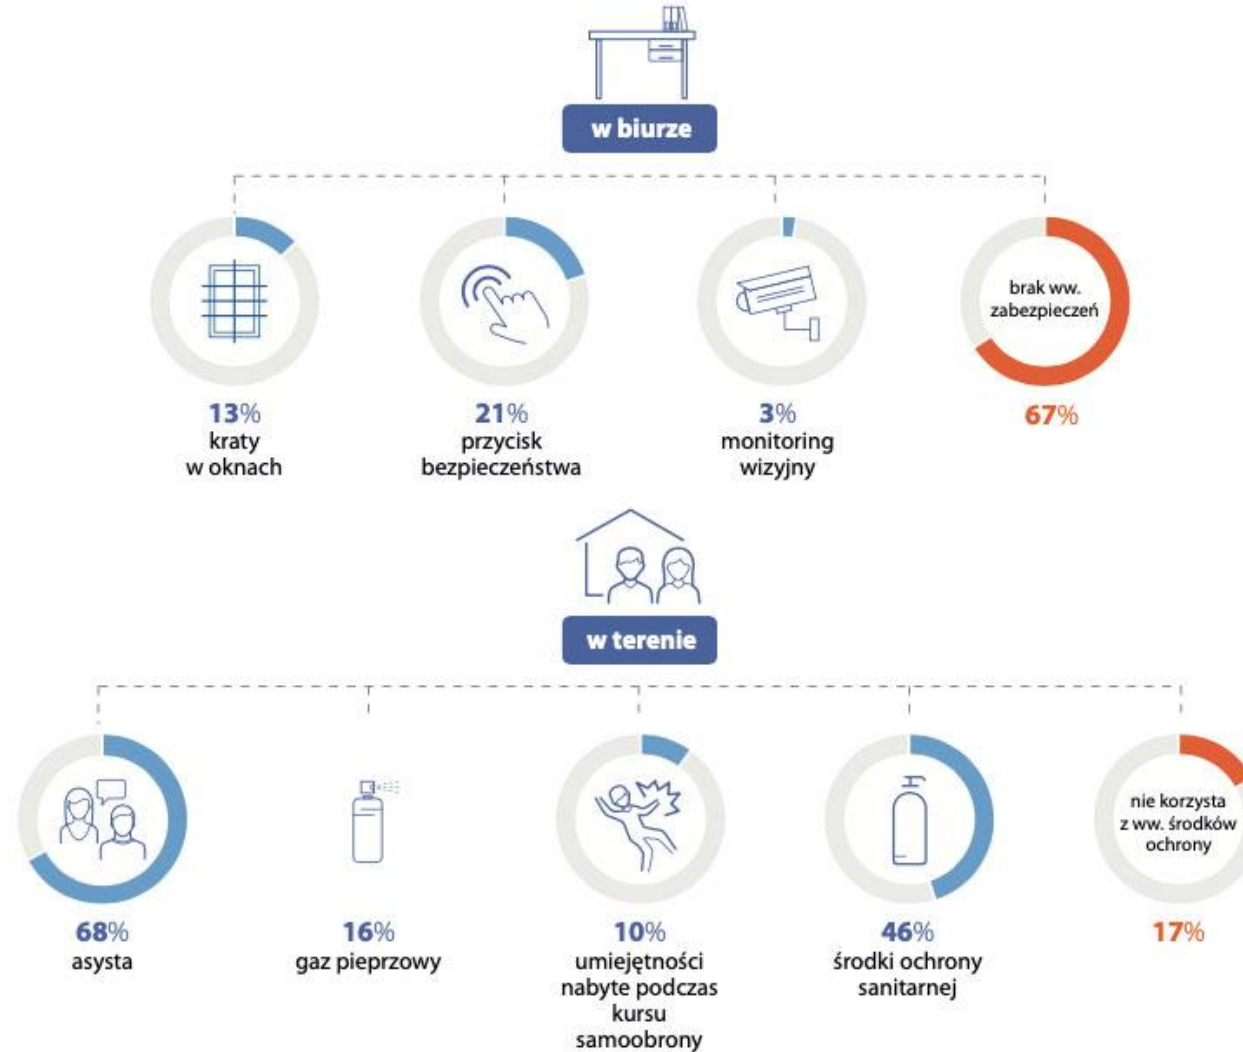 w biurze
brak ww.
zabezpieczeń
13%
kraty
w oknach
21%
przycisk
bezpieczeństwa
3%
monitoring
wizyjny
67%
w terenie
nie korzysta
z ww. środków
ochrony
68%
asysta
16%
gaz pieprzowy
10%
umiejętności
nabyte podczas
kursu
samoobrony
46%
środki ochrony
sanitarnej
17%